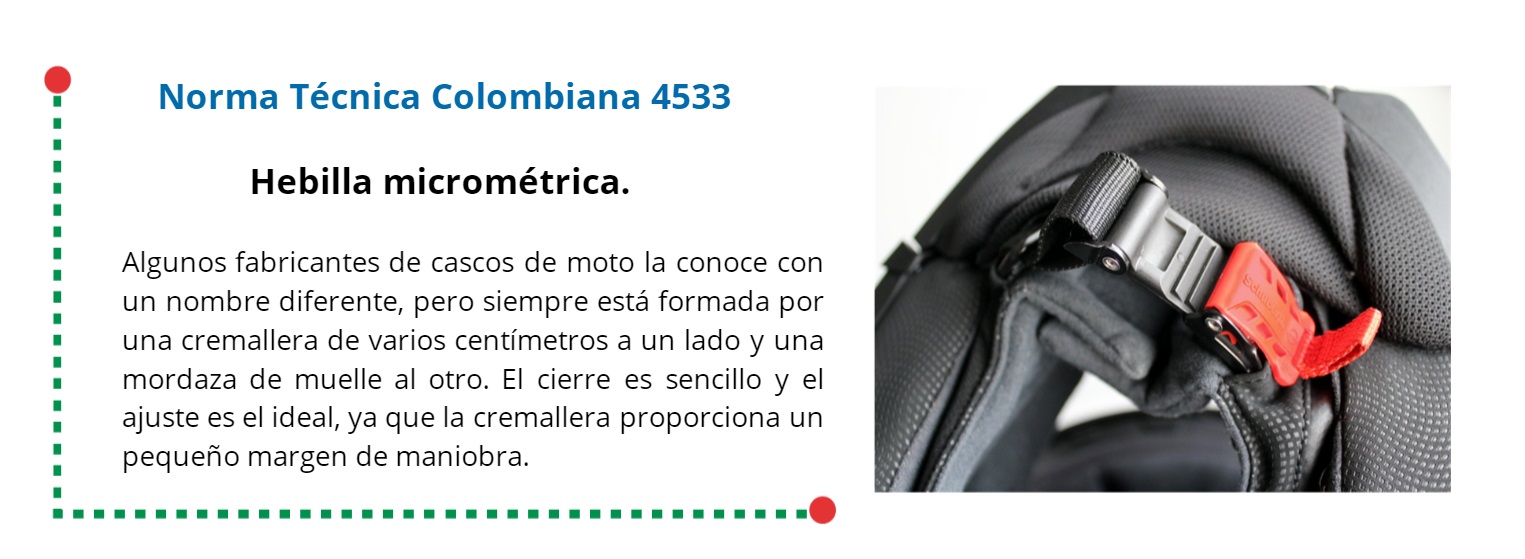 Norma Técnica Colombiana 4533
Hebilla micrométrica.
Algunos fabricantes de cascos de moto la conoce con
un nombre diferente, pero siempre está formada por
una cremallera de varios centímetros a un lado y una
mordaza de muelle al otro. El cierre es sencillo y el
ajuste es el ideal, ya que la cremallera proporciona un
pequeño margen de maniobra.